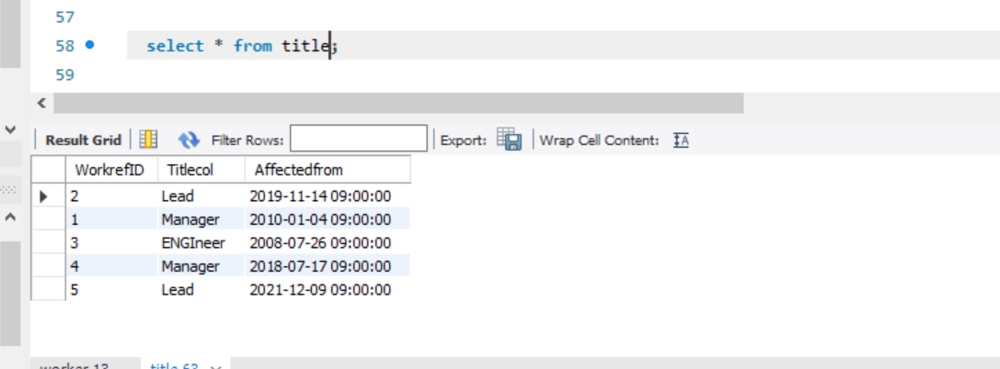 57
58 select * from title;
59
Result Grid Filter Rows: Export: Wrap Cell Content:
WorkrefID Titlecol Affectedfrom
2 Lead 2019-11-14 09:00:00
1 Manager 2010-01-04 09:00:00
3 ENGIneer 2008-07-26 09:00:00
4 Manager 2018-07-17 09:00:00
5 Lead 2021-12-09 09:00:00
worker 13 title 63